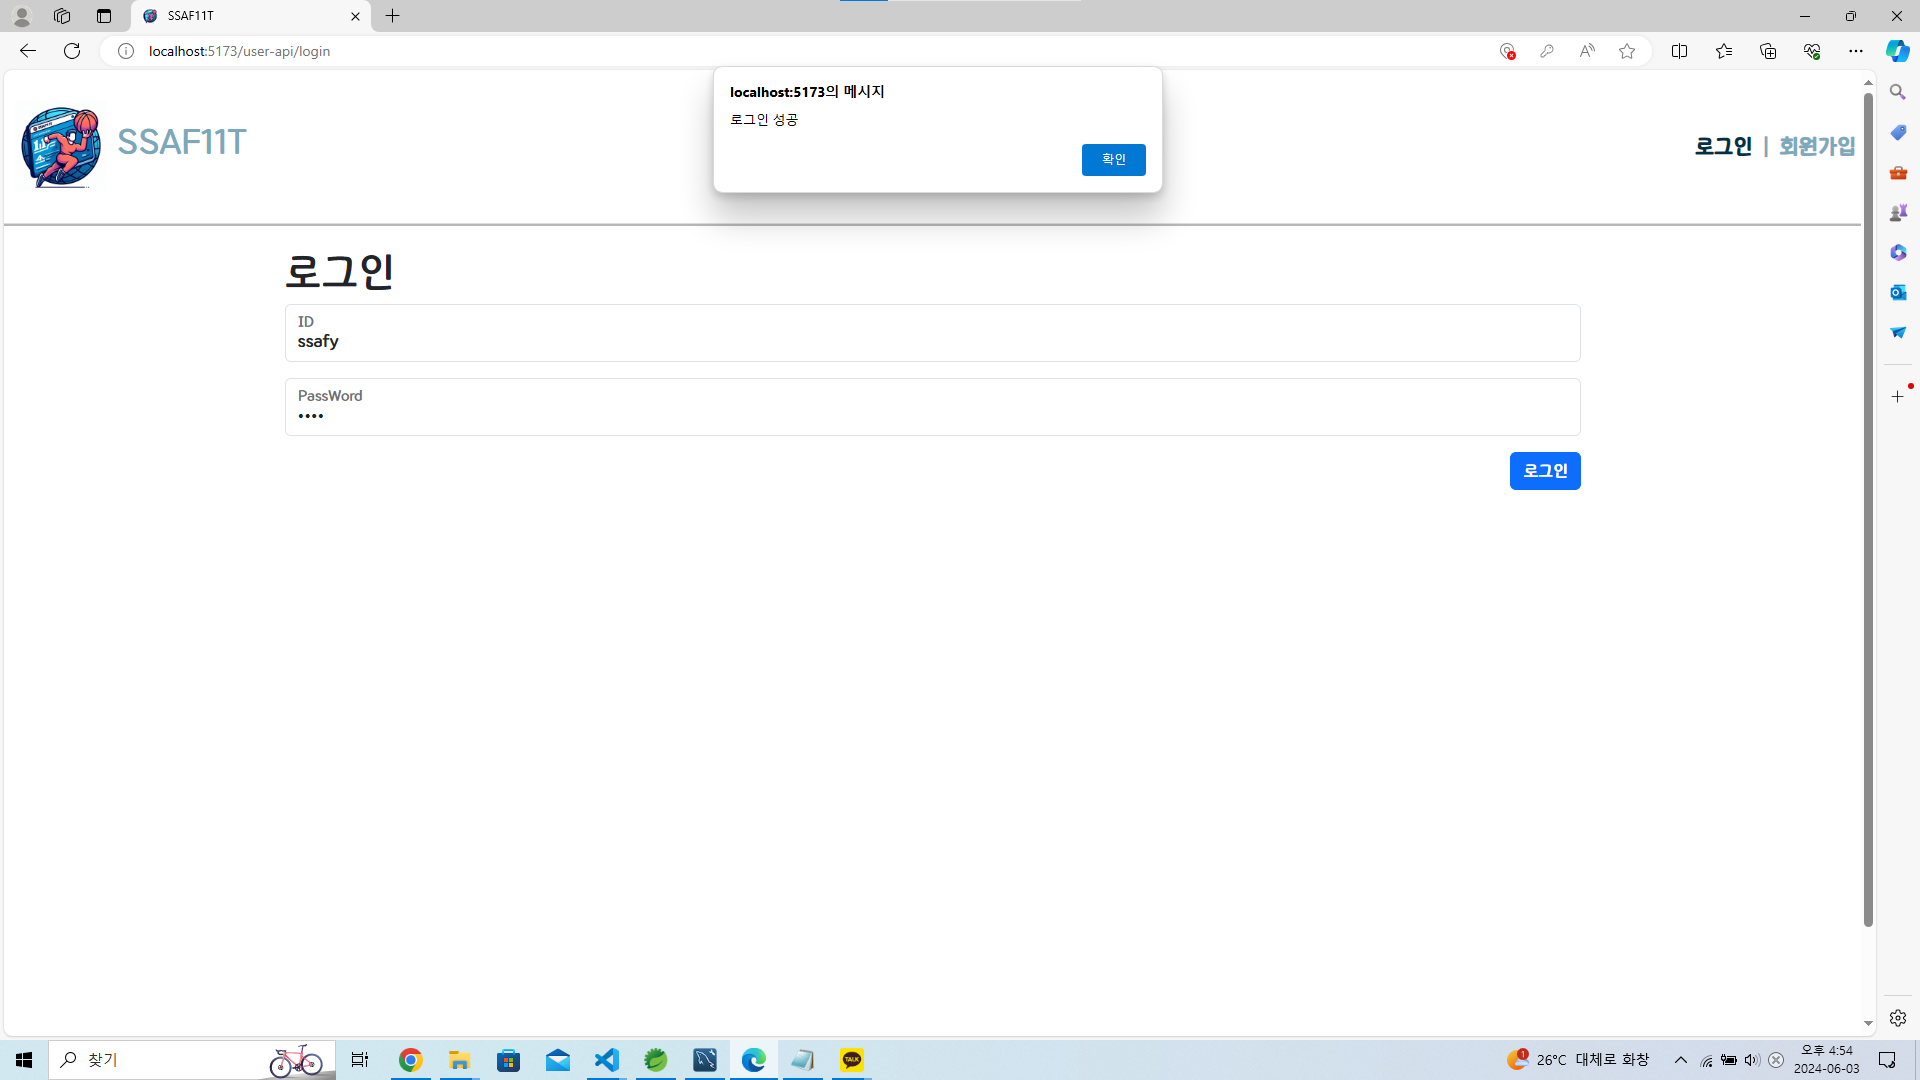 SSAF11T
localhost:5173/user-api/login
localhost:5173의 메시지
로그인 성공
확인
SSAF11T
로그인 | 회원가입
로그인
ID
ssafy
PassWord
••••
로그인
찾기
TALK
1
26°C 대체로 화창
오후 4:54
2024-06-03